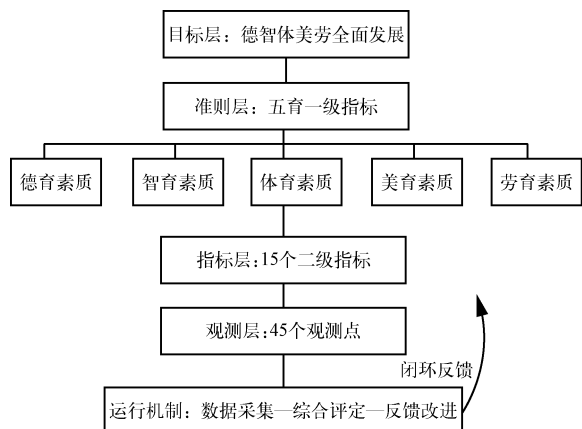 目标层：德智体美劳全面发展
准则层：五育一级指标
德育素质
智育素质
体育素质
美育素质
劳育素质
指标层:15个二级指标
观测层:45个观测点
闭环反馈
运行机制：数据采集—综合评定—反馈改进